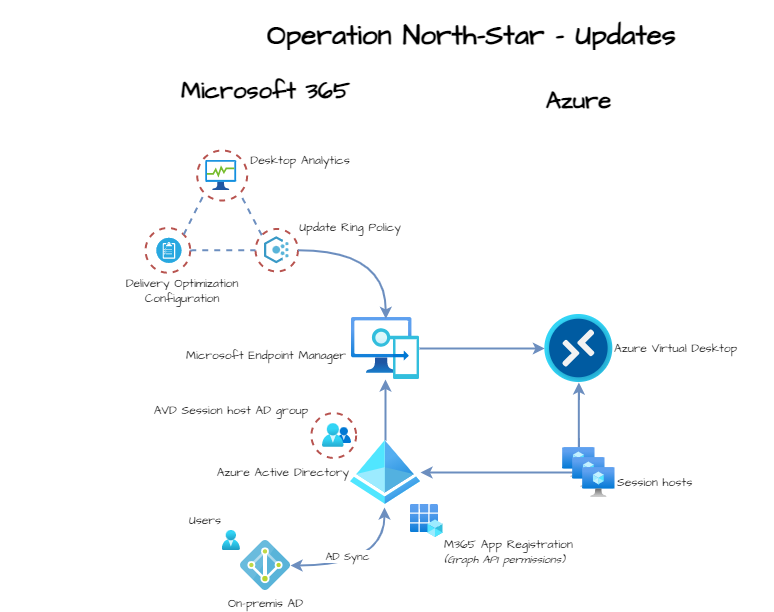 Operation North-Star - Updates
Microsoft 365
Azure
Desktop Analytics
Update Ring Policy
Delivery Optimization
Configuration
Microsoft Endpoint Manager
Azure Virtual Desktop
AVD Session host AD group
Azure Active Directory
Session hosts
Users
M365 App Registration
(Graph API permissions)
AD Sync
On-premis AD